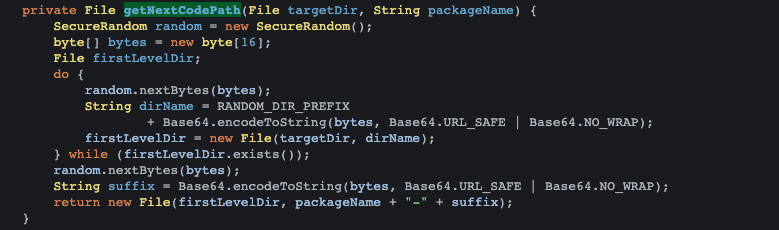 private File getNextCodePath(File targetDir, String packageName) {
    SecureRandom random = new SecureRandom();
    byte[] bytes = new byte[16];
    File firstLevelDir;
    do {
        random.nextBytes(bytes);
        String dirName = RANDOM_DIR_PREFIX
                + Base64.encodeToString(bytes, Base64.URL_SAFE | Base64.NO_WRAP);
        firstLevelDir = new File(targetDir, dirName);
    } while (firstLevelDir.exists());
    random.nextBytes(bytes);
    String suffix = Base64.encodeToString(bytes, Base64.URL_SAFE | Base64.NO_WRAP);
    return new File(firstLevelDir, packageName + "-" + suffix);
}